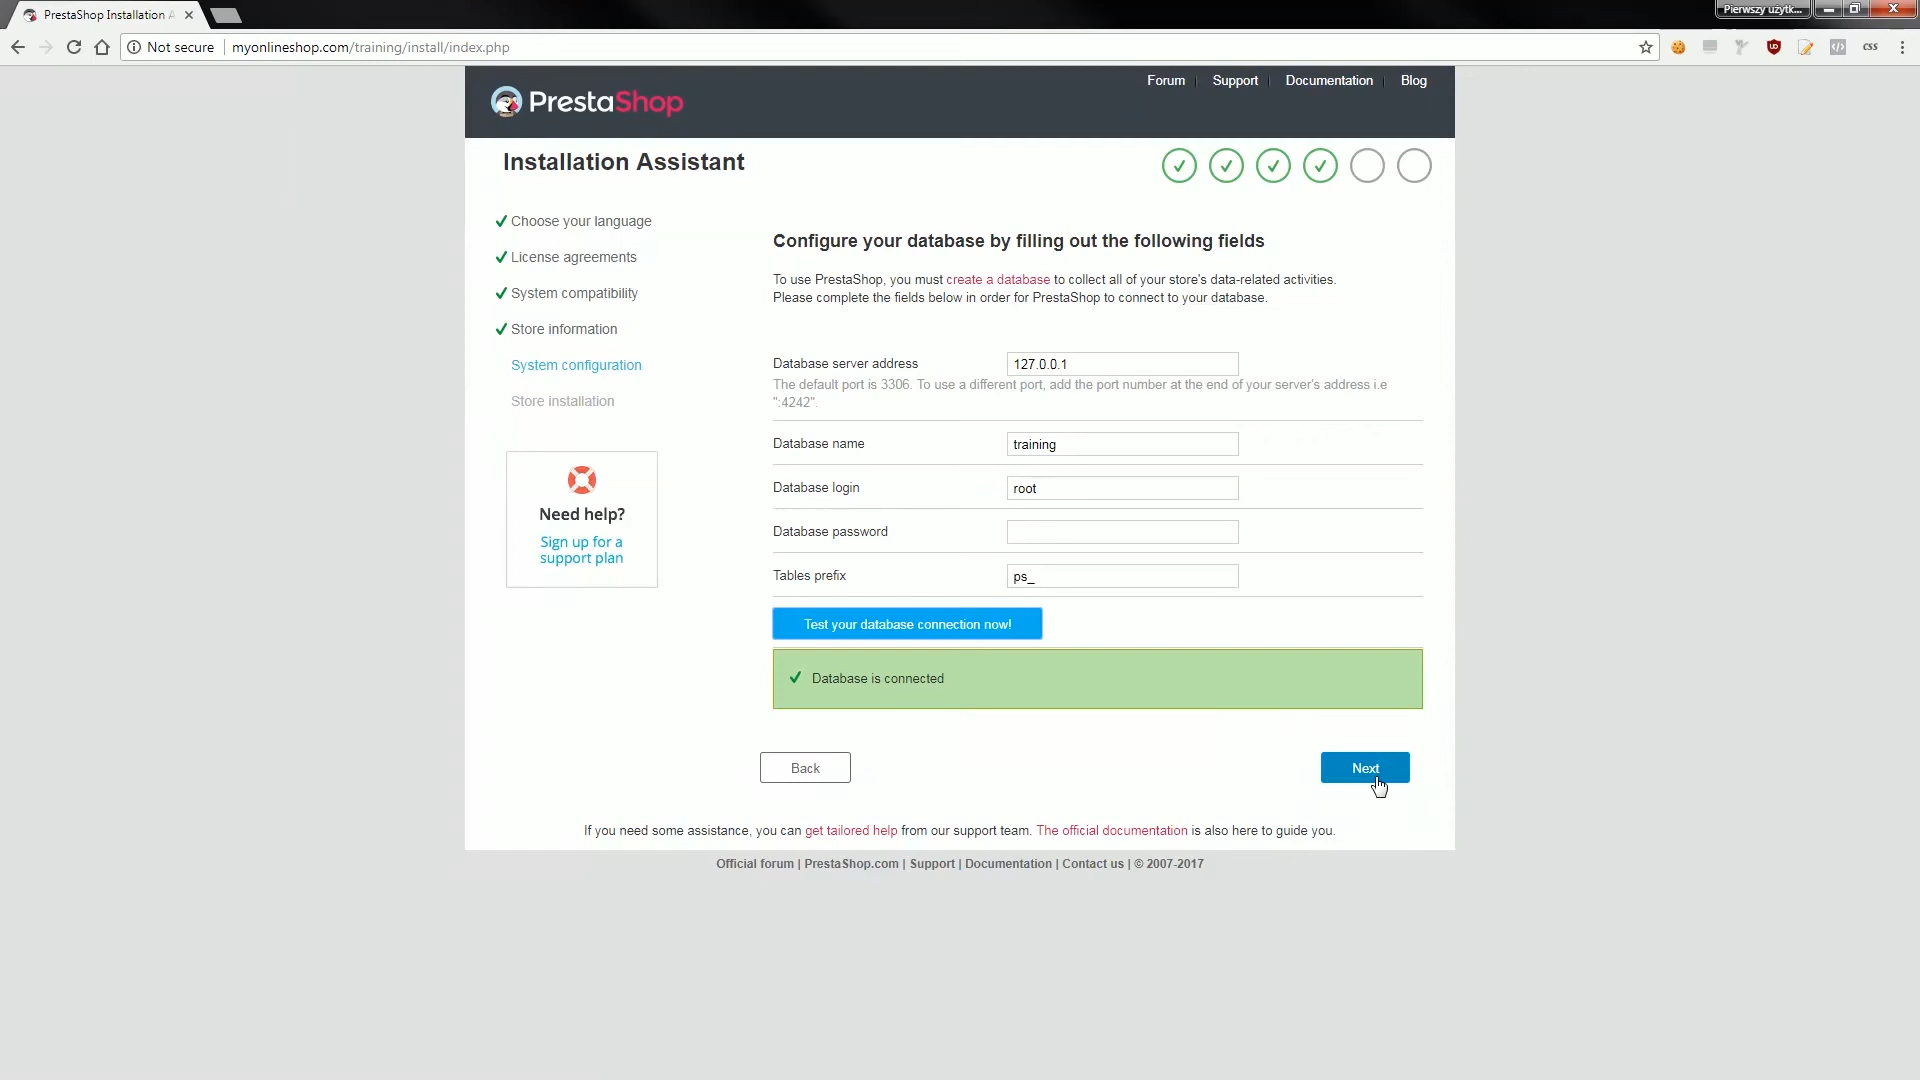 PrestaShop Installation A
Pierwszy użytk...
Not secure
myonlineshop.com/training/install/index.php
css
PrestaShop
Forum
Support
Documentation
Blog
Installation Assistant
Choose your language
License agreements
System compatibility
Store information
System configuration
Store installation
Need help?
Sign up for a
support plan
Configure your database by filling out the following fields
To use PrestaShop, you must create a database to collect all of your store's data-related activities.
Please complete the fields below in order for PrestaShop to connect to your database.
Database server address
127.0.0.1
The default port is 3306. To use a different port, add the port number at the end of your server's address i.e
":4242".
Database name
training
Database login
root
Database password
Tables prefix
ps_
Test your database connection now!
Database is connected
Back
Next
If you need some assistance, you can get tailored help from our support team. The official documentation is also here to guide you.
Official forum | PrestaShop.com | Support | Documentation | Contact us | © 2007-2017